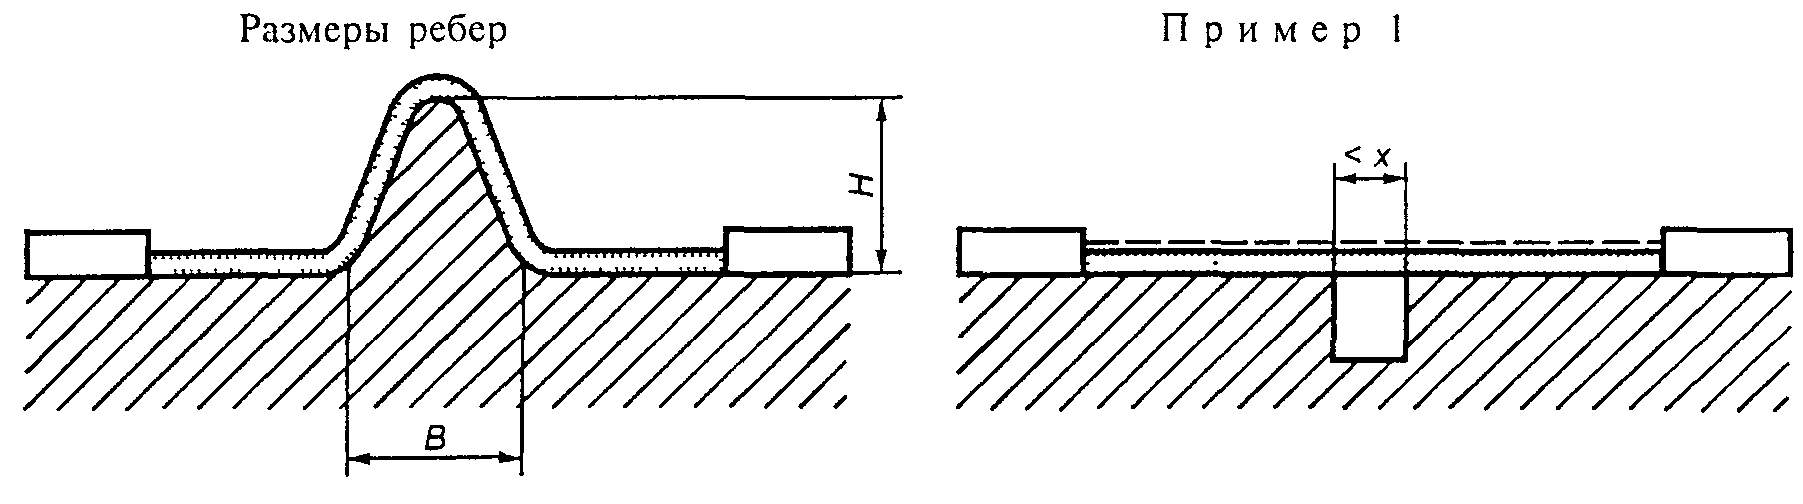 Размеры ребер
П р и м е р 1
< x
H
B